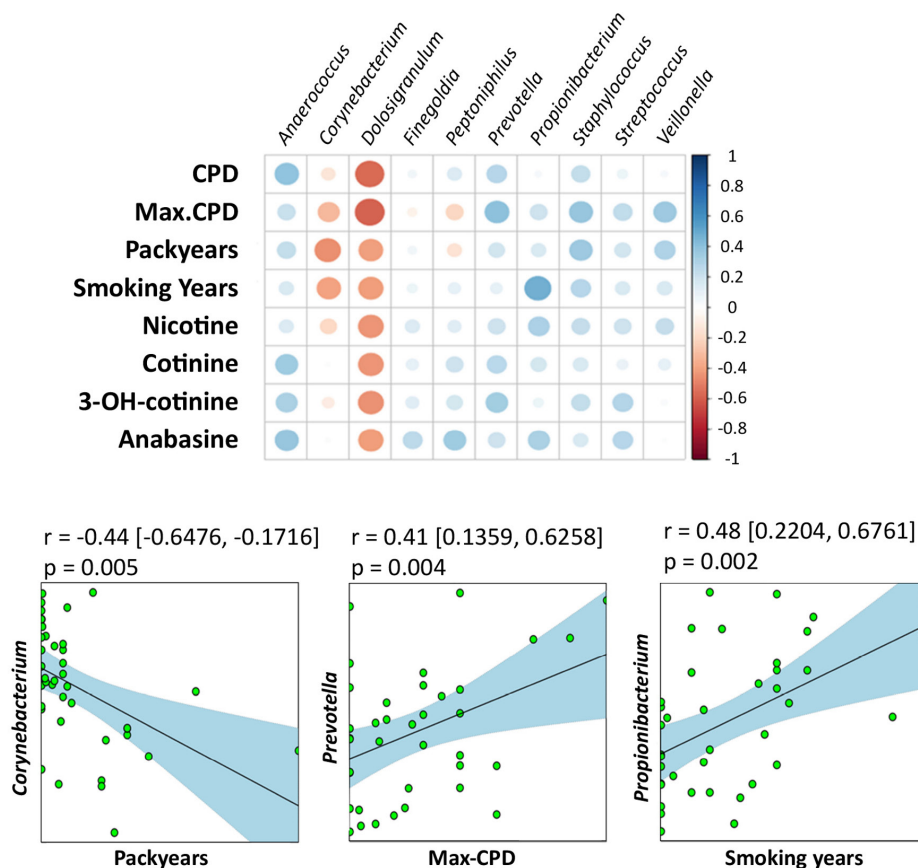 Anaerococcus
Corynebacterium
Dolosigranulum
Finegoldia
Peptoniphilus
Prevotella
Propionibacterium
Staphylococcus
Streptococcus
Veillonella
CPD
Max.CPD
Packyears
Smoking Years
Nicotine
Cotinine
3-OH-cotinine
Anabasine
1
0.8
0.6
0.4
0.2
0
-0.2
-0.4
-0.6
-0.8
-1
r = -0.44 [-0.6476, -0.1716]
p = 0.005
Corynebacterium
Packyears
r = 0.41 [0.1359, 0.6258]
p = 0.004
Prevotella
Max-CPD
r = 0.48 [0.2204, 0.6761]
p = 0.002
Propionibacterium
Smoking years